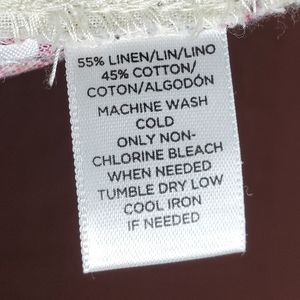 55% LINEN/LIN/LINO
45% COTTON/
COTON/ALGODÓN
MACHINE WASH
COLD
ONLY NON-
CHLORINE BLEACH
WHEN NEEDED
TUMBLE DRY LOW
COOL IRON
IF NEEDED